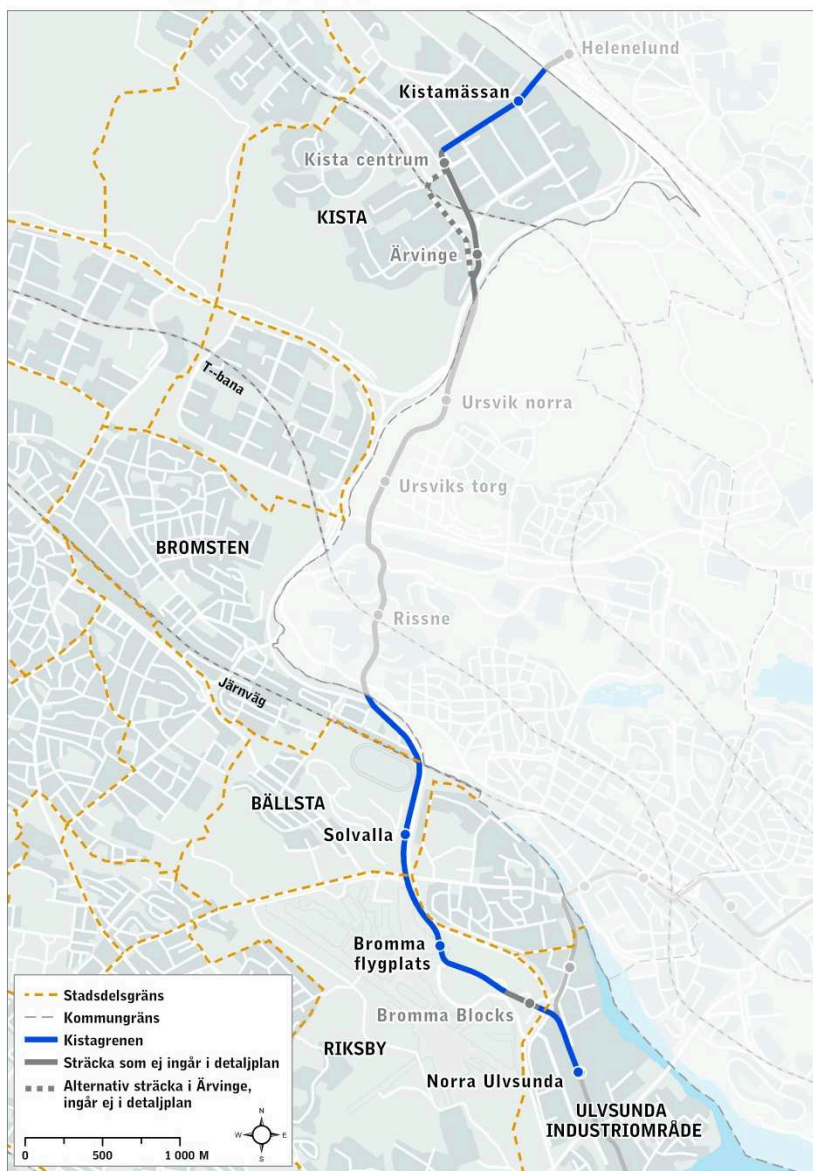 Helenelund
Kistamässan
Kista centrum
KISTA
Ärvinge
T--bana
Ursvik norra
Ursviks torg
BROMSTEN
Rissne
Järnväg
BÄLLSTA
Solvalla
Bromma
flygplats
Bromma Blocks
RIKSBY
Norra Ulvsunda
ULVSUNDA
INDUSTRIOMRÅDE
Stadsdelsgräns
Kommungräns
Kistagrenen
Sträcka som ej ingår i detaljplan
Alternativ sträcka i Ärvinge,
ingår ej i detaljplan
0 500 1 000 M
N
W E
S